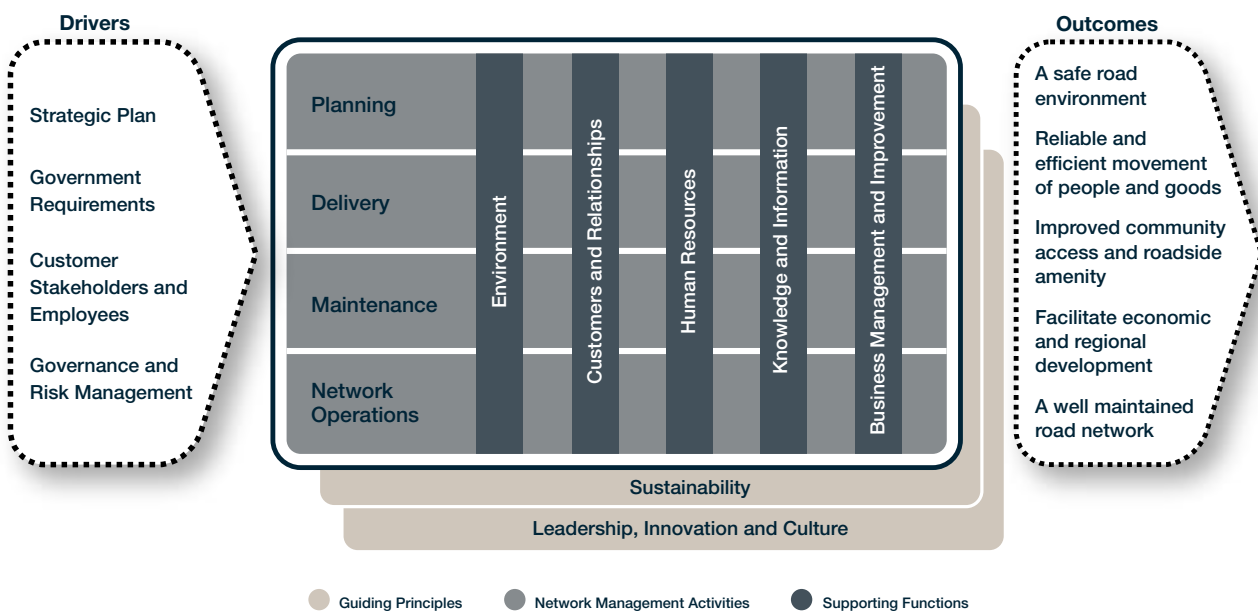 Drivers
Strategic Plan
Government
Requirements
Customer
Stakeholders and
Employees
Governance and
Risk Management
Planning
Delivery
Maintenance
Network
Operations
Environment
Customers and Relationships
Human Resources
Knowledge and Information
Business Management and Improvement
Sustainability
Leadership, Innovation and Culture
Outcomes
A safe road
environment
Reliable and
efficient movement
of people and goods
Improved community
access and roadside
amenity
Facilitate economic
and regional
development
A well maintained
road network
Guiding Principles
Network Management Activities
Supporting Functions